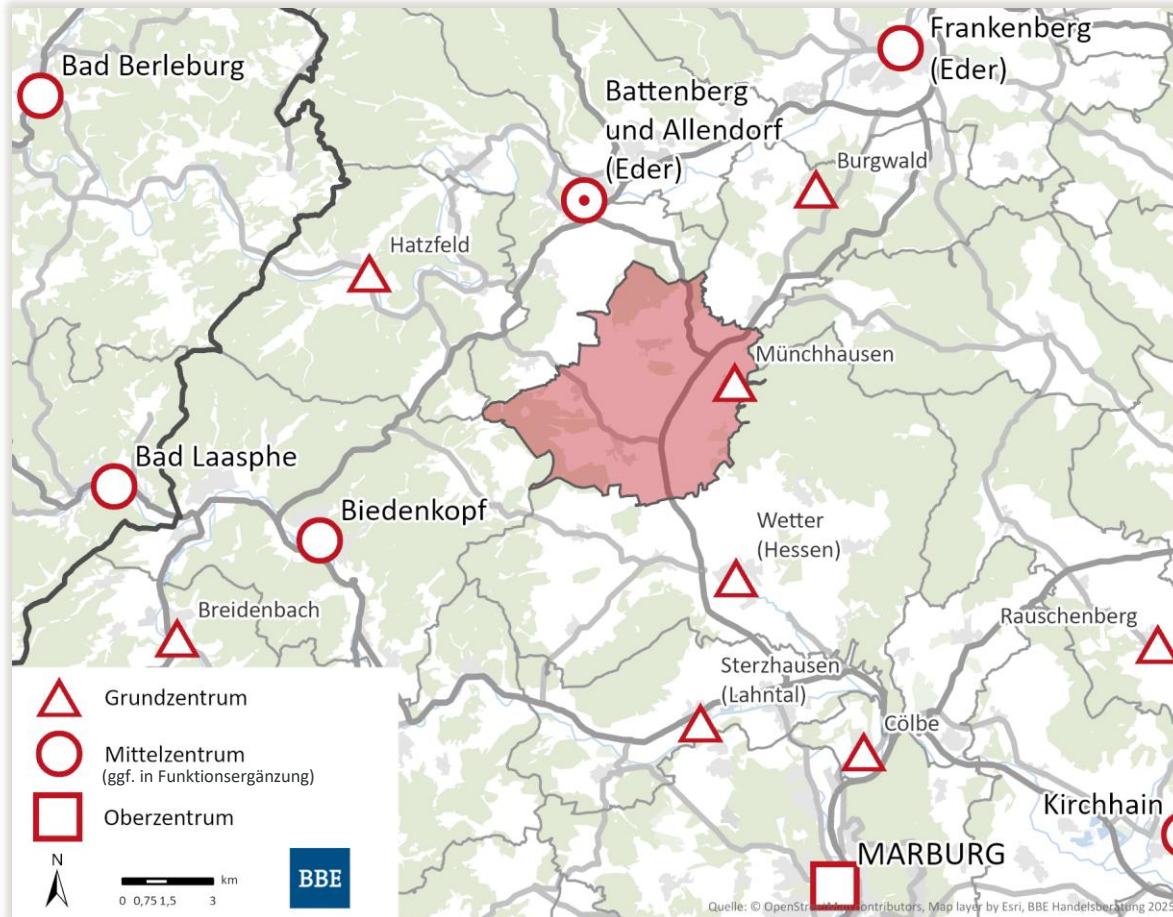 Bad Berleburg
Frankenberg
(Eder)
Battenberg
und Allendorf
(Eder)
Burgwald
Hatzfeld
Münchhausen
Bad Laasphe
Biedenkopf
Wetter
(Hessen)
Breidenbach
Rauschenberg
Sterzhausen
(Lahntal)
Cölbe
Kirchhain
MARBURG
Grundzentrum
Mittelzentrum
(ggf. in Funktionsergänzung)
Oberzentrum
N
km
0 0,75 1,5 3
BBE
Quelle: © OpenStreetMap contributors, Map layer by Esri, BBE Handelsberatung